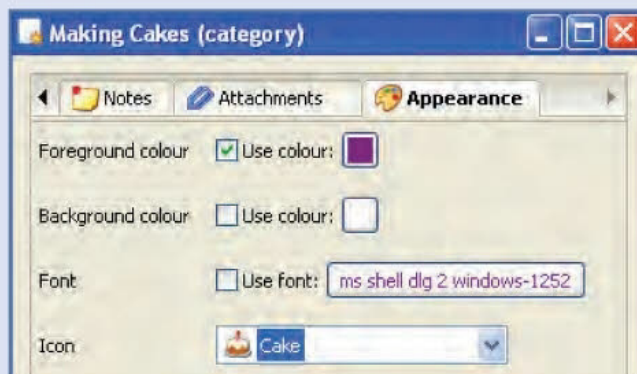 Making Cakes (category)
Notes Attachments Appearance
Foreground colour Use colour:
Background colour Use colour:
Font Use font: ms shell dlg 2 windows-1252
Icon Cake